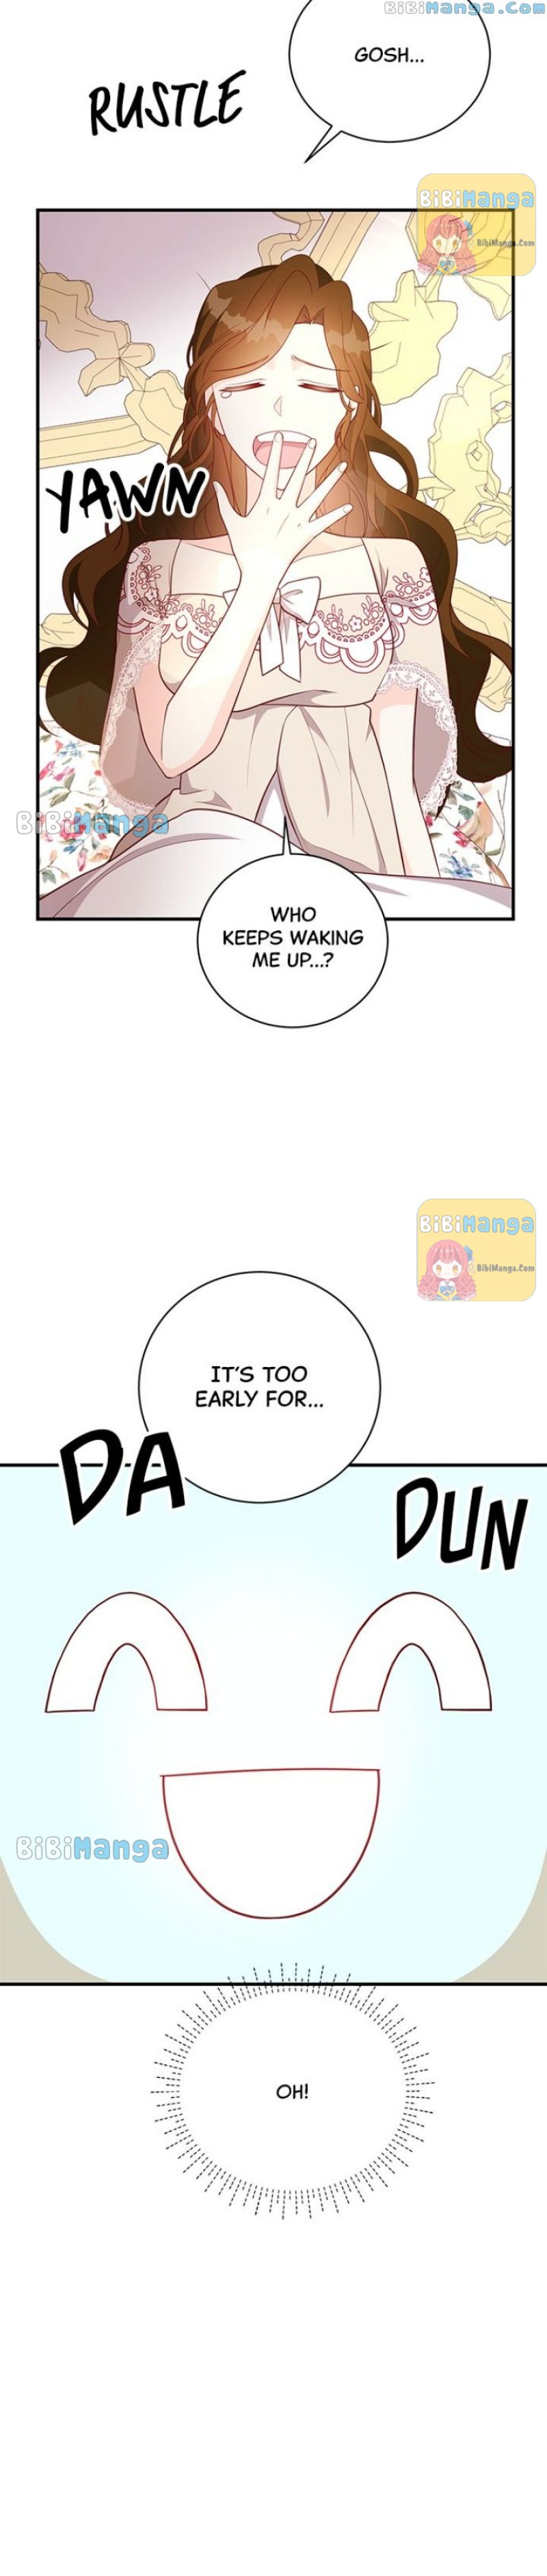 BiBiManga.Com
GOSH...
RUSTLE
BiBiManga
BibiManga.Com
YAWN
BiBiManga
WHO
KEEPS WAKING
ME UP...?
BiBiManga
BibiManga.Com
IT'S TOO
EARLY FOR...
DA
DUN
BiBiManga
OH!